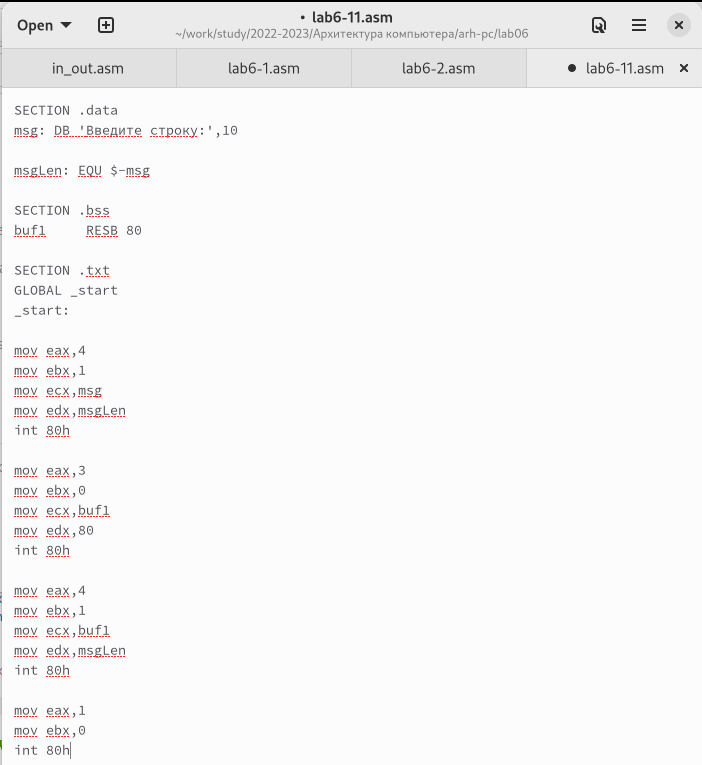 Open
• lab6-11.asm
~/work/study/2022-2023/Архитектура компьютера/arh-pc/lab06
in_out.asm
lab6-1.asm
lab6-2.asm
● lab6-11.asm
SECTION .data
msg: DB 'Введите строку:',10
msgLen: EQU $-msg
SECTION .bss
buf1     RESB 80
SECTION .txt
GLOBAL _start
_start:
mov eax,4
mov ebx,1
mov ecx,msg
mov edx,msgLen
int 80h
mov eax,3
mov ebx,0
mov ecx,buf1
mov edx,80
int 80h
mov eax,4
mov ebx,1
mov ecx,buf1
mov edx,msgLen
int 80h
mov eax,1
mov ebx,0
int 80h